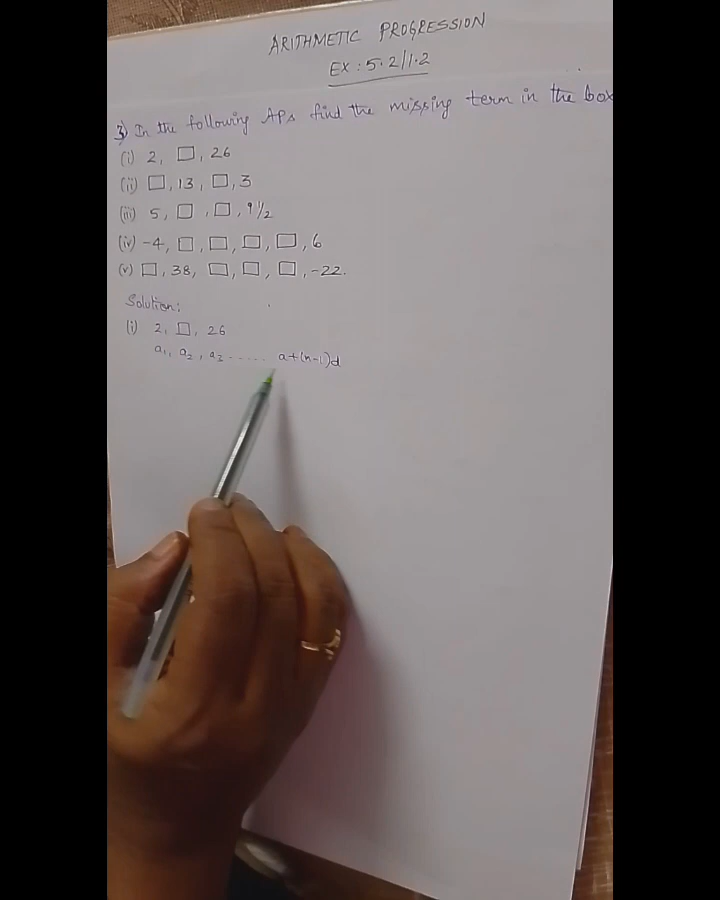 ARITHMETIC PROGRESSION
EX : 5.2/1.2
3) In the following APs find the missing term in the box
(i) 2, □, 26
(ii) □, 13, □, 3
(iii) 5, □, □, 9 1/2
(iv) -4, □, □, □, □, 6
(v) □, 38, □, □, □, -22.
Solution:
(i) 2, □, 26
a₁, a₂, a₃ ...... a+(n-1)d